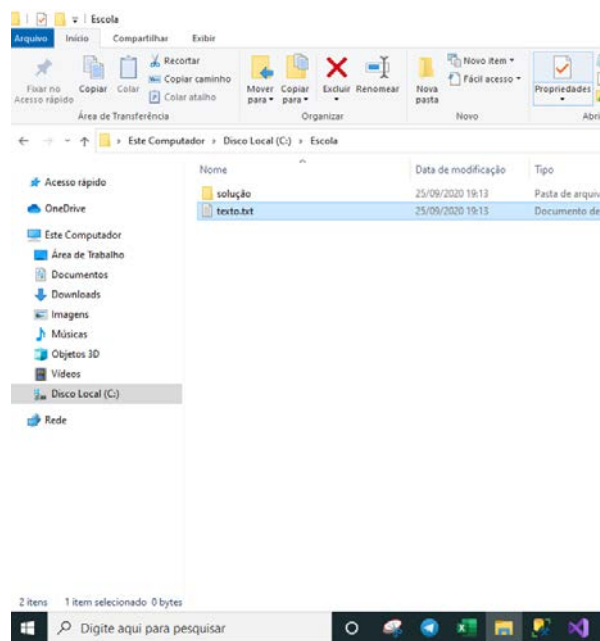 Escola
Arquivo Início Compartilhar Exibir
Fixar no Acesso rápido
Copiar
Colar
Recortar
Copiar caminho
Colar atalho
Mover para
Copiar para
Excluir
Renomear
Nova pasta
Novo item
Fácil acesso
Propriedades
Área de Transferência Organizar Novo
Este Computador Disco Local (C:) Escola
Nome Data de modificação Tipo
solução 25/09/2020 19:13 Pasta de
texto.txt 25/09/2020 19:13 Documento de
Acesso rápido
OneDrive
Este Computador
Área de Trabalho
Documentos
Downloads
Imagens
Músicas
Objetos 3D
Vídeos
Disco Local (C:)
Rede
2 itens 1 item selecionado 0 bytes
Digite aqui para pesquisar